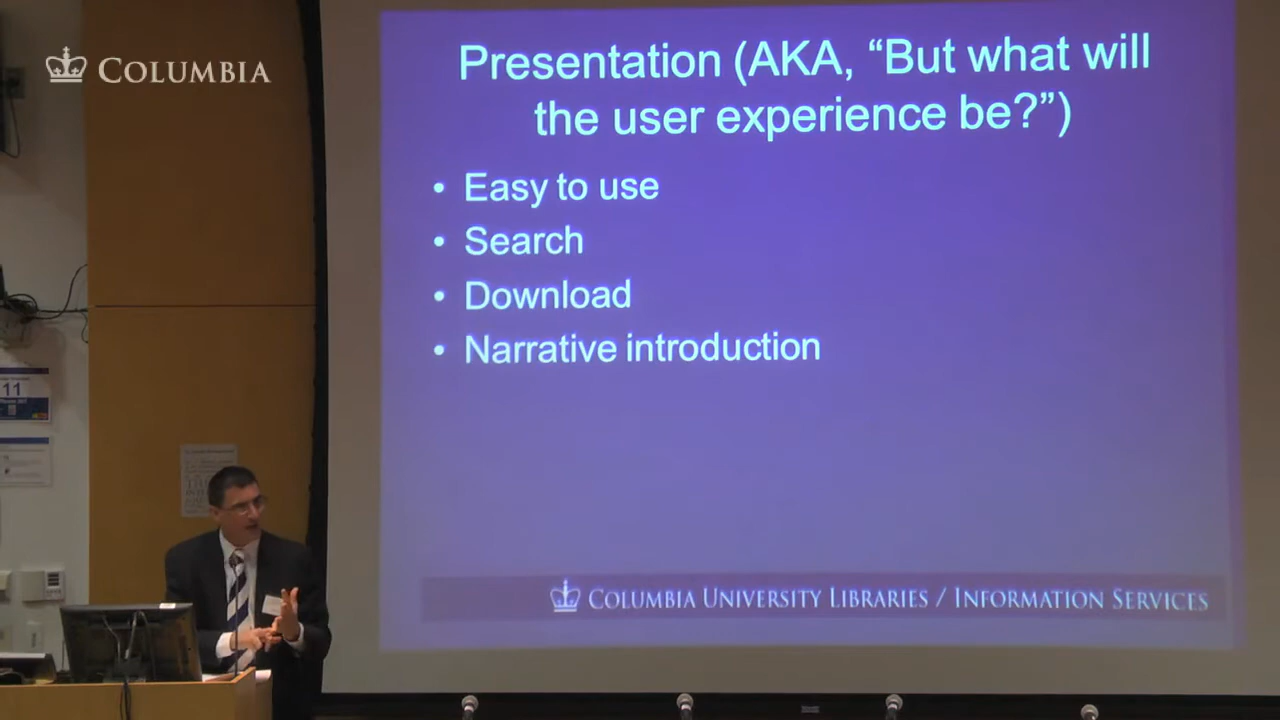 COLUMBIA
Presentation (AKA, “But what will
the user experience be?”)
• Easy to use
• Search
• Download
• Narrative introduction
COLUMBIA UNIVERSITY LIBRARIES / INFORMATION SERVICES
11